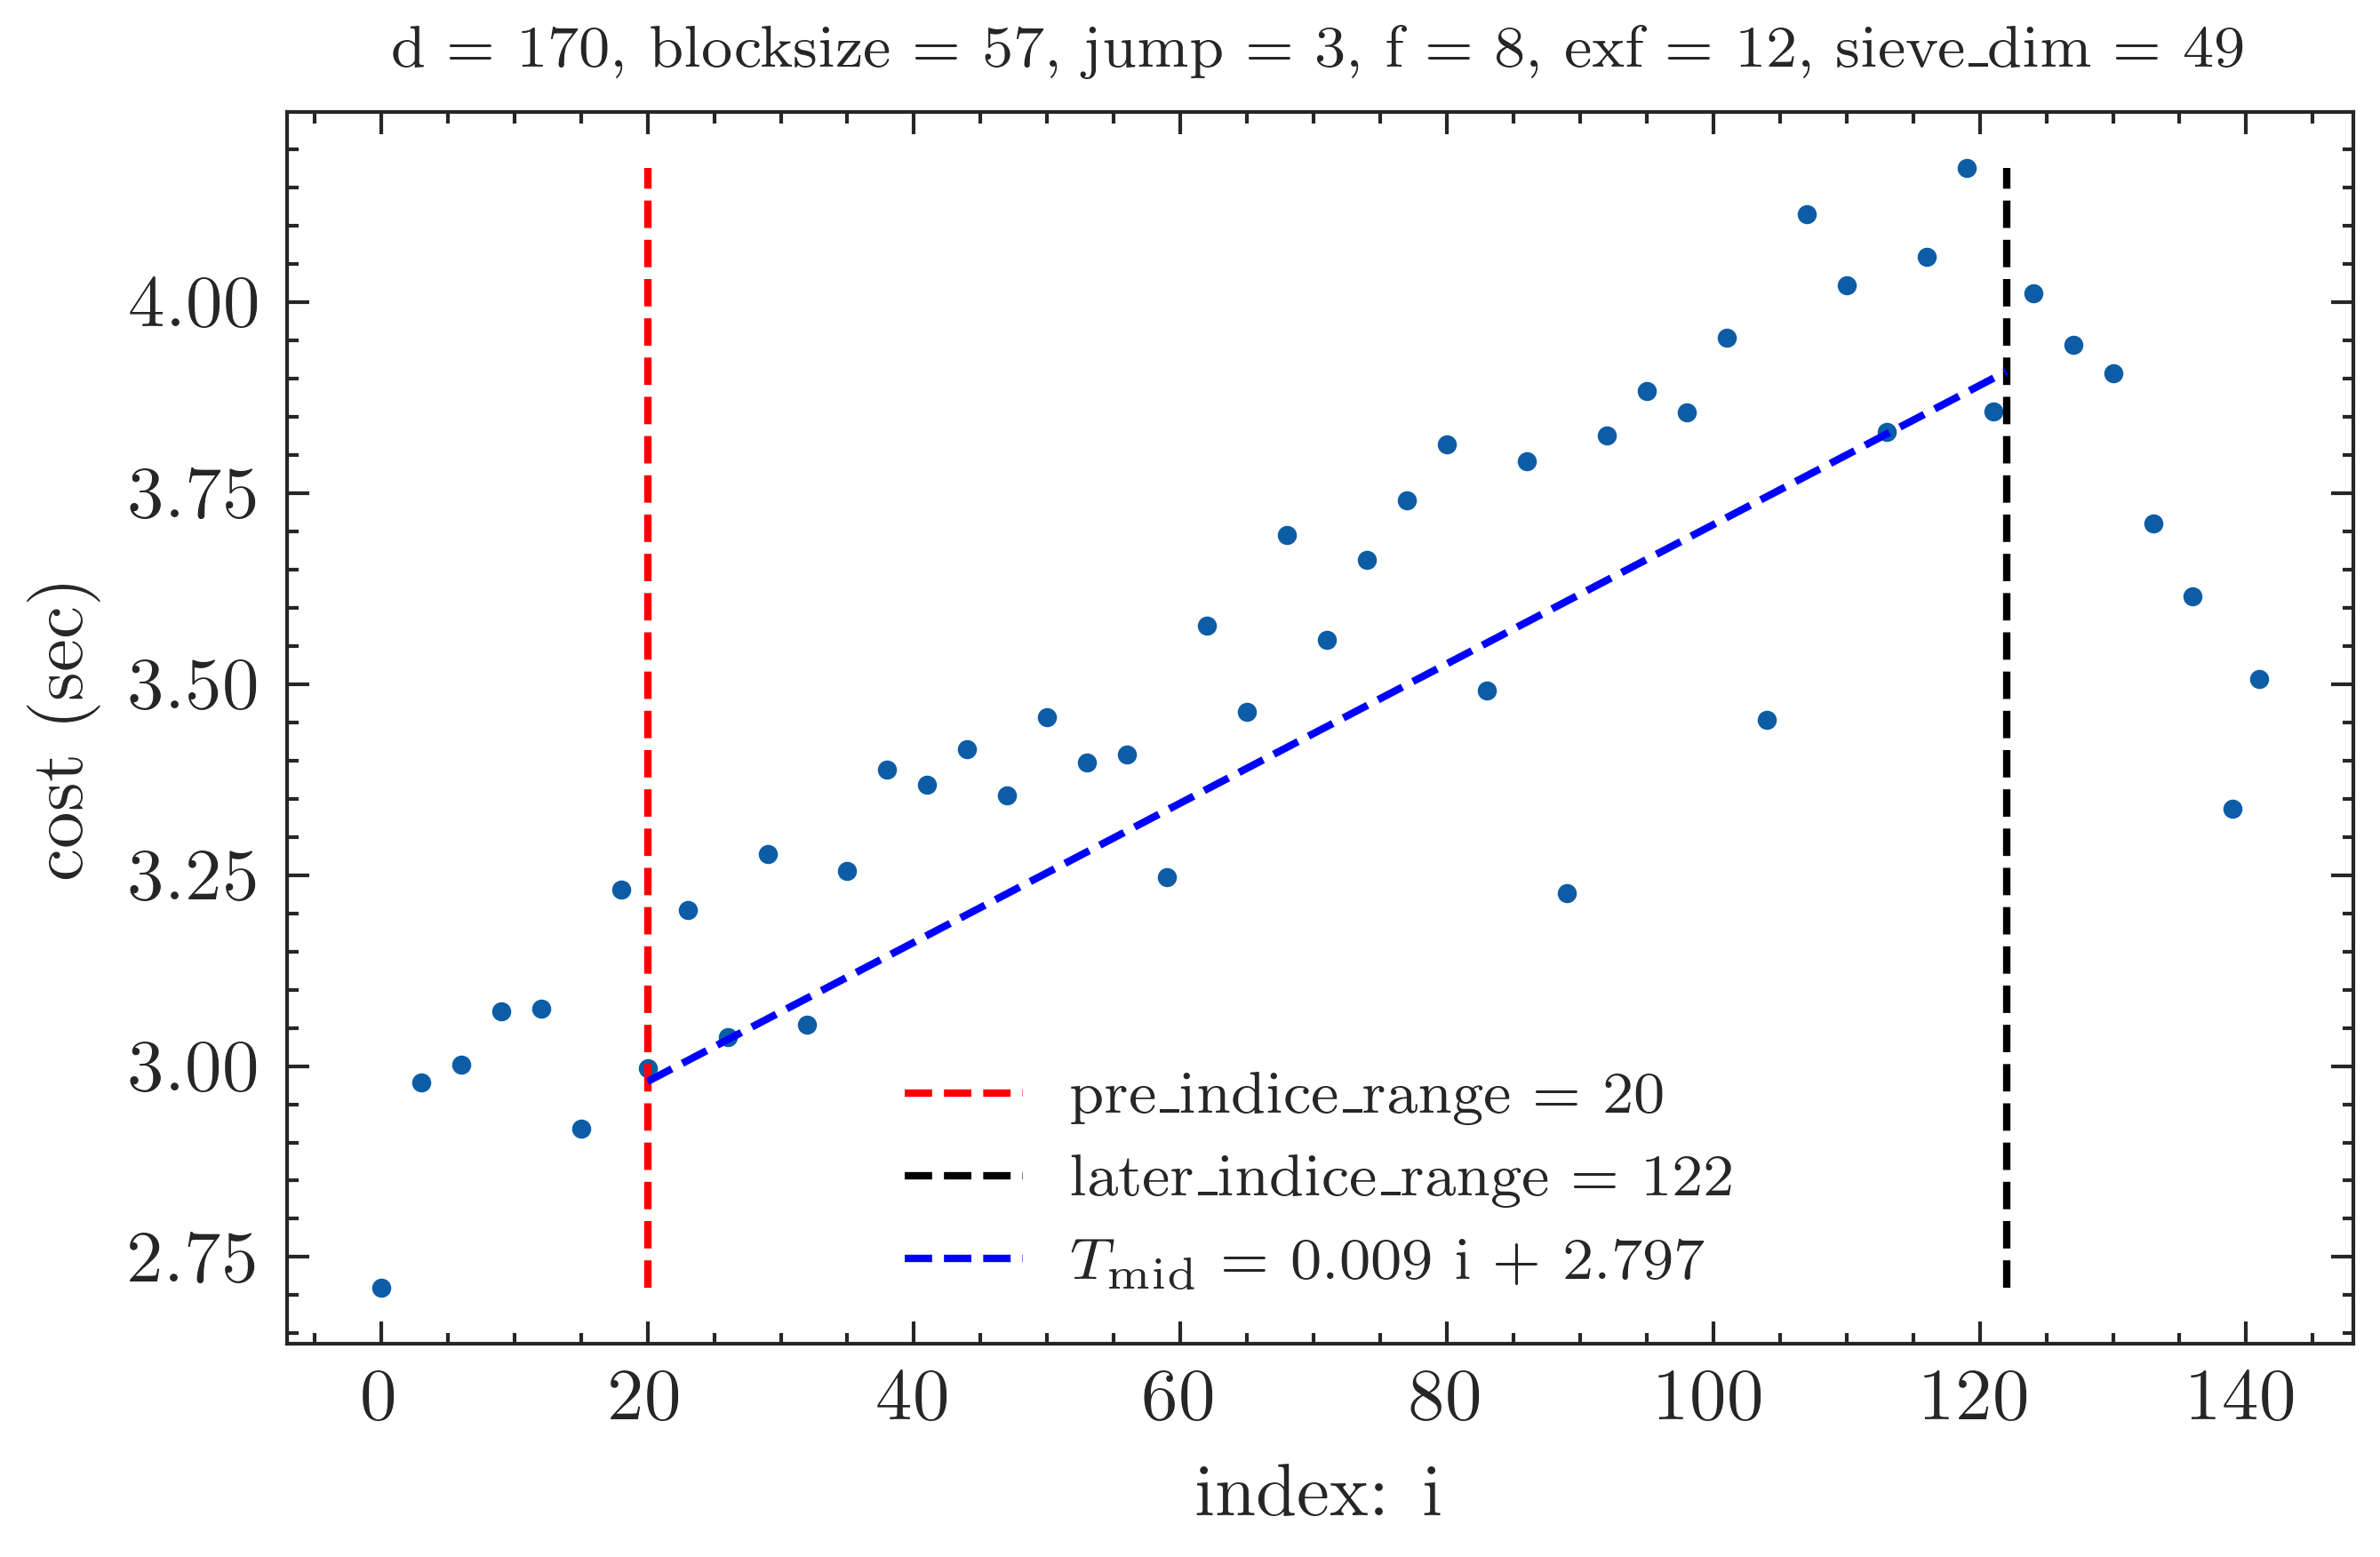 d = 170, blocksize = 57, jump = 3, f = 8, exf = 12, sieve_dim = 49
cost (sec)
4.00
3.75
3.50
3.25
3.00
2.75
pre_indice_range = 20
later_indice_range = 122
T_mid = 0.009 i + 2.797
0 20 40 60 80 100 120 140
index: i